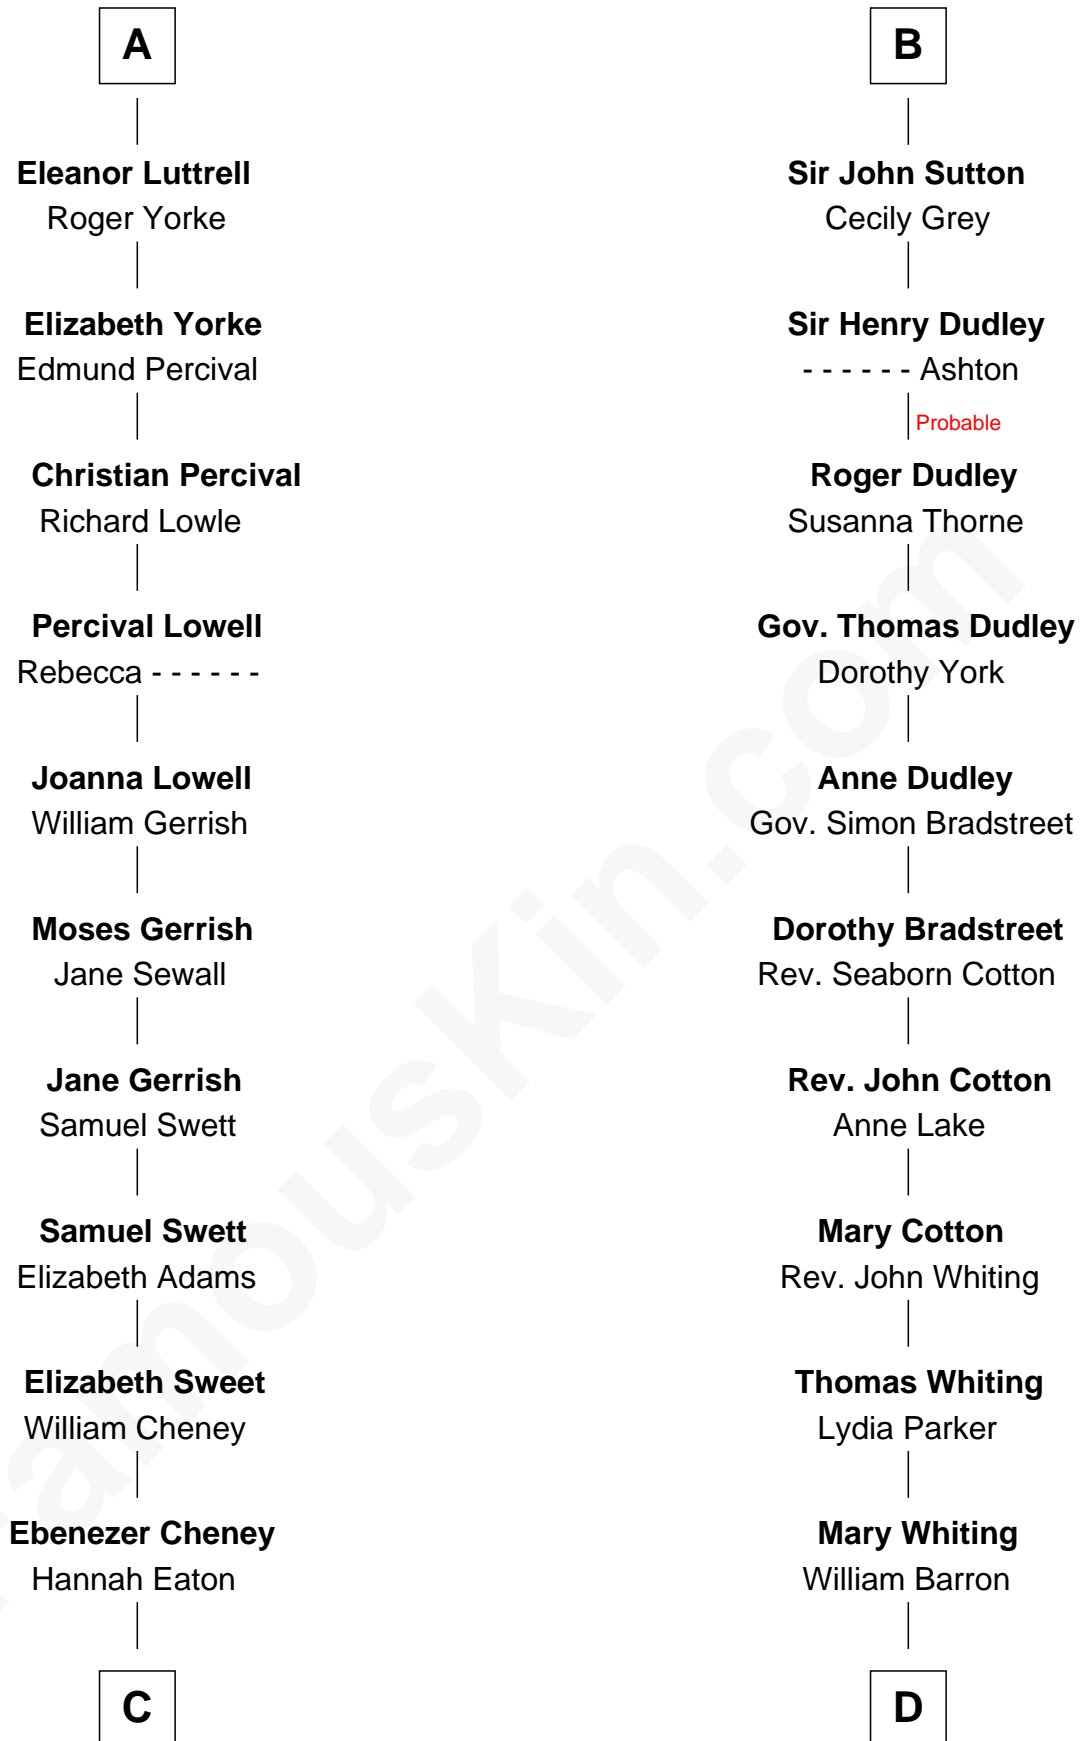 A
Eleanor Luttrell
Roger Yorke
Elizabeth Yorke
Edmund Percival
Christian Percival
Richard Lowle
Percival Lowell
Rebecca - - - - - -
Joanna Lowell
William Gerrish
Moses Gerrish
Jane Sewall
Jane Gerrish
Samuel Swett
Samuel Swett
Elizabeth Adams
Elizabeth Sweet
William Cheney
Ebenezer Cheney
Hannah Eaton
C
B
Sir John Sutton
Cecily Grey
Sir Henry Dudley
- - - - - - Ashton
Probable
Roger Dudley
Susanna Thorne
Gov. Thomas Dudley
Dorothy York
Anne Dudley
Gov. Simon Bradstreet
Dorothy Bradstreet
Rev. Seaborn Cotton
Rev. John Cotton
Anne Lake
Mary Cotton
Rev. John Whiting
Thomas Whiting
Lydia Parker
Mary Whiting
William Barron
D
FamousKin.com